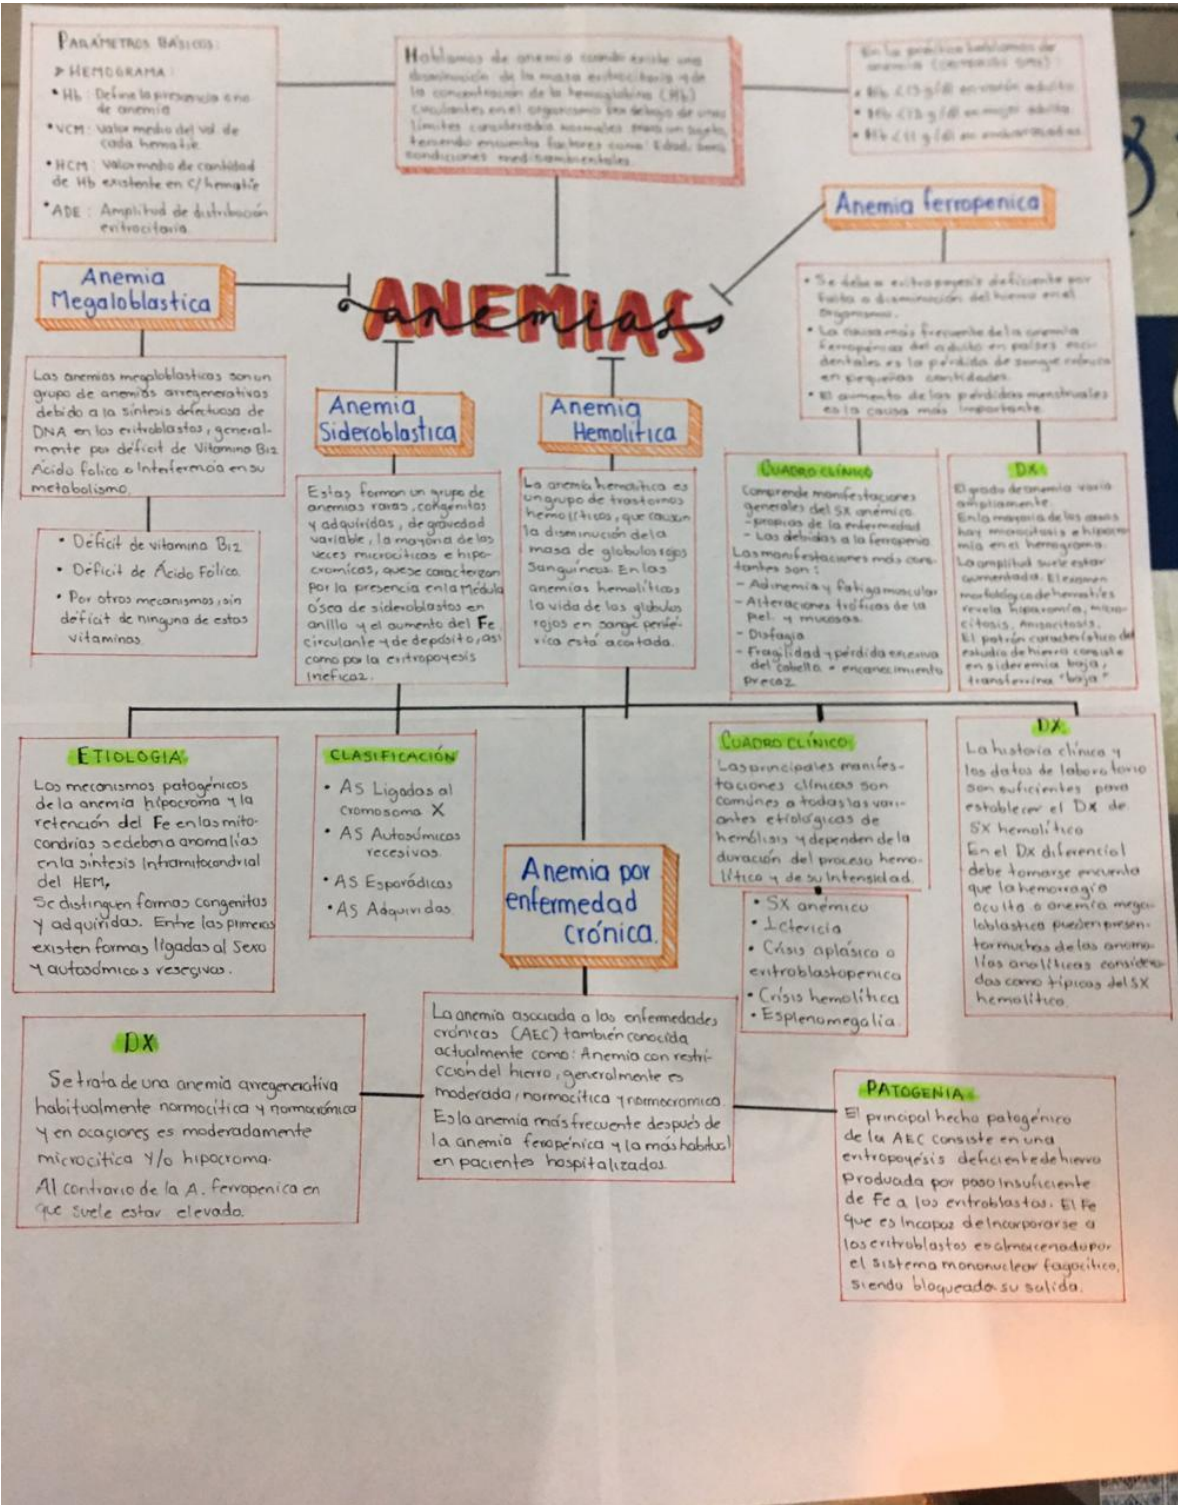 PARÁMETROS BÁSICOS:
➢ HEMOGRAMA:
• Hb: Define la presencia o no
de anemia
• VCM: Valor medio del vol. de
cada hematie.
• HCM: Valor medio de cantidad
de Hb existente en c/hematie
• ADE: Amplitud de distribución
eritrocitaria.
Hablamos de anemia cuando existe una
disminución de la masa eritrocitaria y de
la concentración de la hemoglobina (Hb)
circulantes en el organismo por debajo de unos
límites considerados normales para un sujeto,
teniendo encuenta factores como: Edad,
condiciones medioambientales.
En la práctica hablamos de
anemia (
• Hb <13 g/dl en varón adulto
• Hb <12 g/dl en mujer adulta
• Hb <11 g/dl en embarazadas
Anemia ferropenica
ANEMIAS
anemias
Anemia
Megaloblastica
• Se debe a eritropoyesis deficiente por
falta o disminución del hierro en el
Organismo.
• La causa más frecuente de la anemia
ferropénica del adulto en países occi-
dentales es la pérdida de sangre crónica
en pequeñas cantidades.
• El aumento de las pérdidas menstruales
es la causa más importante.
Las anemias megaloblasticas son un
grupo de anemias arregenerativas
debido a la síntesis defectuosa de
DNA en los eritroblastos, general-
mente por déficit de Vitamina B12
Ácido folico o Interferencia en su
metabolismo.
• Déficit de vitamina B12
• Déficit de Ácido Fólico.
• Por otros mecanismos, sin
déficit de ninguna de estas
vitaminas.
Anemia
Sideroblastica
Estas forman un grupo de
anemias raras, congénitas
y adquiridas, de gravedad
variable, la mayoría de las
veces microcíticas e hipo-
cromicas, que se caracterizan
por la presencia en la Médula
ósea de sideroblastos en
anillo y el aumento del Fe
circulante y de depósito, así
como por la eritropoyesis
Ineficaz.
Anemia
Hemolítica
La anemia hemolítica es
un grupo de trastornos
hemolíticos, que causan
la disminución de la
masa de globulos rojos
Sanguíneos. En las
anemias hemolíticas
la vida de los glóbulos
rojos en sangre perifé-
rica está acortada.
CUADRO CLÍNICO
Comprende manifestaciones
generales del SX anémico.
- propias de la enfermedad
- Las debidas a la ferropenia.
Las manifestaciones más cons-
tantes son:
- Adinamia y fatiga muscular
- Alteraciones tróficas de la
piel y mucosas.
- Disfagia
- Fragilidad y pérdida excesiva
del cabello o encanecimiento
precoz
DX:
El grado de anemia varía
ampliamente.
En la mayoría de los casos
hay microcitosis e hipocro-
mía en el hemograma.
La amplitud suele estar
aumentada. El examen
morfológico de hematíes
revela hipocromía, micro-
citosis, Anisocitosis.
El patrón característico del
estudio de hierro consiste
en sideremia baja,
transferrina "baja"
ETIOLOGIA:
Los mecanismos patogénicos
de la anemia hipocroma y la
retención del Fe en las mito-
condrias se deben a anomalías
en la síntesis Intramitocondrial
del HEM,
Se distinguen formas congenitas
y adquiridas. Entre las primeras
existen formas ligadas al Sexo
y autosómicos resesivas.
CLASIFICACIÓN
• AS Ligadas al
cromosoma X
• AS Autosómicas
recesivas.
• AS Esporádicas
• AS Adquiridas
CUADRO CLÍNICO:
Las principales manifes-
taciones clínicas son
comúnes a todas las vari-
antes etiológicas de
hemólisis y dependen de la
duración del proceso hemo-
lítico y de su Intensidad.
• SX anémico
• Ictericia
• Crisis aplásica o
eritroblastopenica
• Crísis hemolítica
• Esplenomegalia.
DX:
La historia clínica y
los datos de laboratorio
son suficientes para
establecer el DX de
SX hemolítico
En el Dx diferencial
debe tomarse encuenta
que la hemorragia
oculta o anemia mega-
loblastica pueden presen-
tar muchas de las anoma-
lías analíticas considera-
das como típicas del SX
hemolítico.
Anemia por
enfermedad
crónica.
La anemia asociada a las enfermedades
crónicas (AEC) también conocida
actualmente como: Anemia con restri-
cción del hierro, generalmente es
moderada, normocítica y normocromica.
Es la anemia más frecuente después de
la anemia feropénica y la más habitual
en pacientes hospitalizados.
DX
Se trata de una anemia arregenerativa
habitualmente normocítica y normocrómica
y en ocaciones es moderadamente
microcítica y/o hipocroma.
Al contrario de la A. ferropenica en
que suele estar elevado.
PATOGENIA:
El principal hecho patogénico
de la AEC consiste en una
eritropoyésis deficiente de hierro
Producida por paso Insuficiente
de Fe a los eritroblastos. El Fe
que es Incapaz de Incorporarse a
los eritroblastos es almacenado por
el sistema mononuclear fagocítico,
siendo bloqueada su salida.